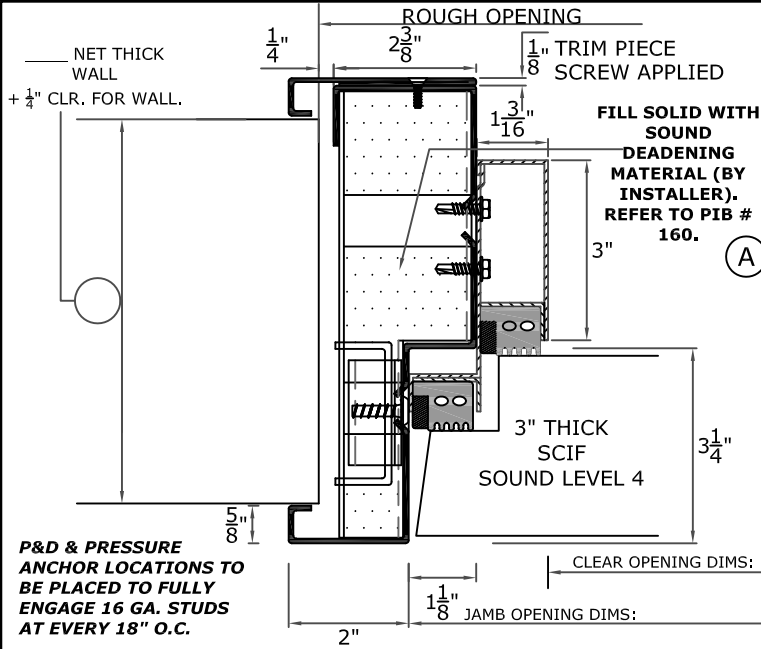 ROUGH OPENING
1/4"
2 3/8"
1/8" TRIM PIECE
SCREW APPLIED
____ NET THICK
WALL
+ 1/4" CLR. FOR WALL.
1 3/16"
FILL SOLID WITH
SOUND
DEADENING
MATERIAL (BY
INSTALLER).
REFER TO PIB #
160.
A
3"
3" THICK
SCIF
SOUND LEVEL 4
3 1/4"
5/8"
P&D & PRESSURE
ANCHOR LOCATIONS TO
BE PLACED TO FULLY
ENGAGE 16 GA. STUDS
AT EVERY 18" O.C.
CLEAR OPENING DIMS:
1 1/8"
JAMB OPENING DIMS:
2"